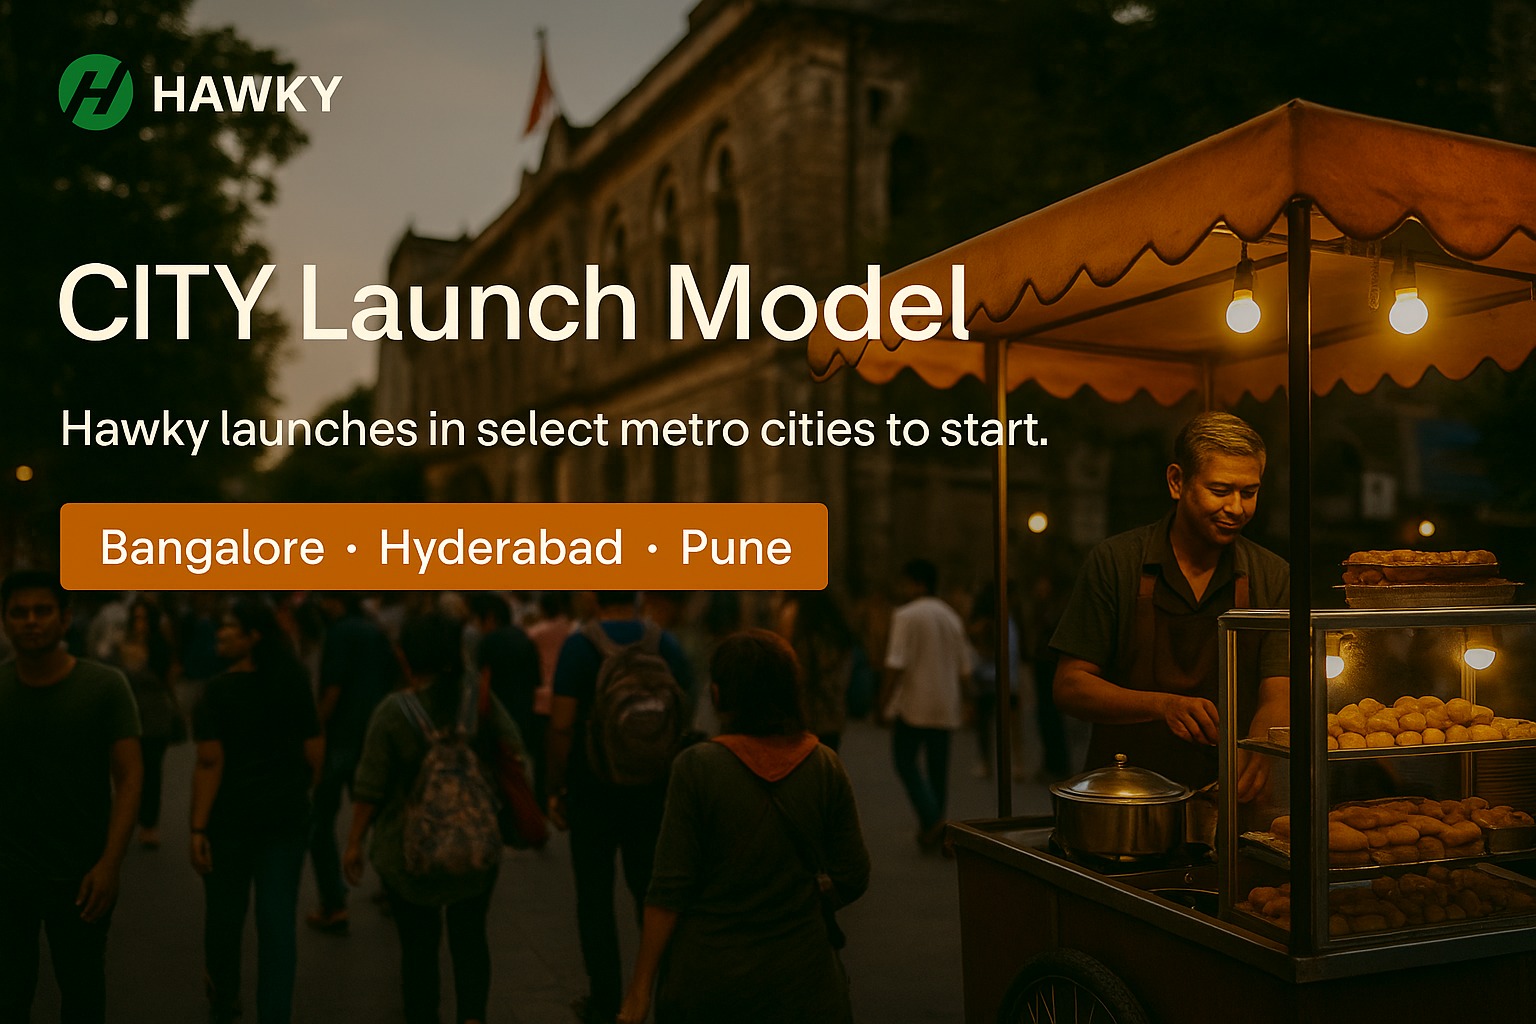 HAWKY
CITY Launch Model
Hawky launches in select metro cities to start.
Bangalore · Hyderabad · Pune